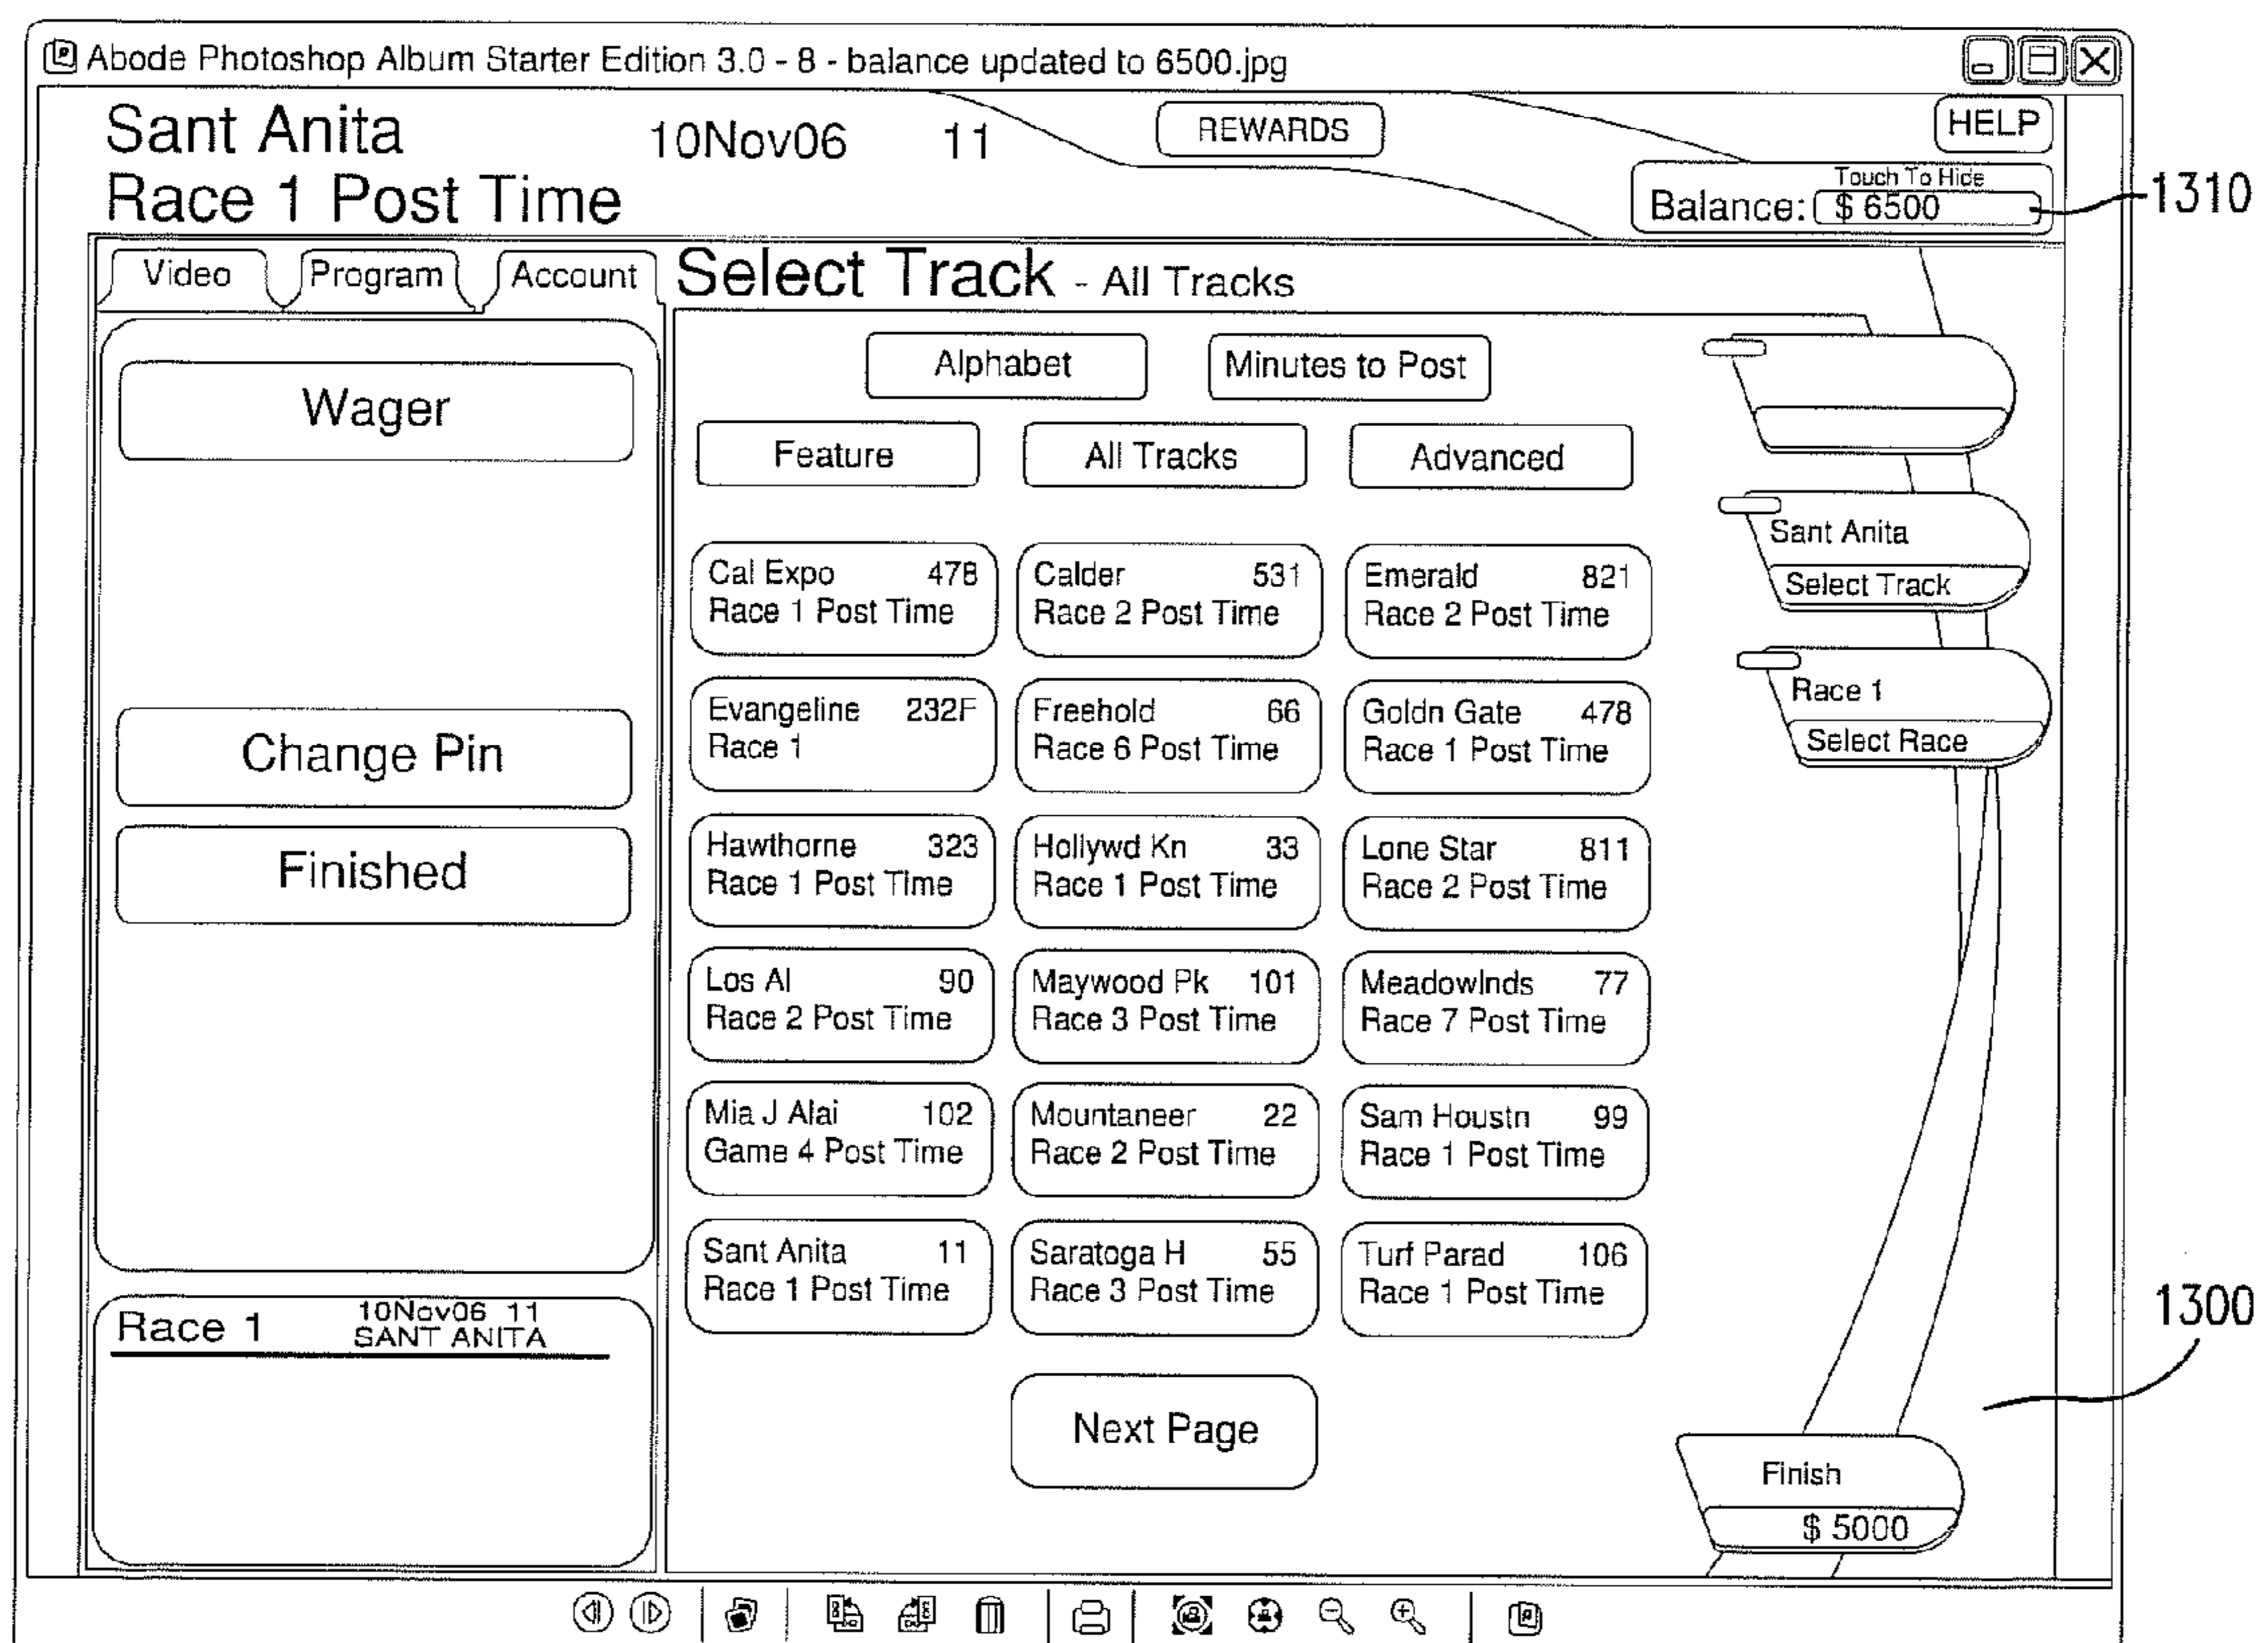 Abode Photoshop Album Starter Edition 3.0 - 8 - balance updated to 6500.jpg
Sant Anita 10Nov06 11 REWARDS HELP
Race 1 Post Time
Touch To Hide
Balance: $ 6500
1310
Video Program Account
Select Track - All Tracks
Wager
Change Pin
Finished
Alphabet Minutes to Post
Feature All Tracks Advanced
Cal Expo 478
Race 1 Post Time
Calder 531
Race 2 Post Time
Emerald 821
Race 2 Post Time
Evangeline 232F
Race 1
Freehold 66
Race 6 Post Time
Goldn Gate 478
Race 1 Post Time
Hawthorne 323
Race 1 Post Time
Hollywd Kn 33
Race 1 Post Time
Lone Star 811
Race 2 Post Time
Los Al 90
Race 2 Post Time
Maywood Pk 101
Race 3 Post Time
Meadowlnds 77
Race 7 Post Time
Mia J Alai 102
Game 4 Post Time
Mountaneer 22
Race 2 Post Time
Sam Houstn 99
Race 1 Post Time
Sant Anita 11
Race 1 Post Time
Saratoga H 55
Race 3 Post Time
Turf Parad 106
Race 1 Post Time
Next Page
Sant Anita
Select Track
Race 1
Select Race
Finish
$ 5000
1300
Race 1 10Nov06 11
SANT ANITA